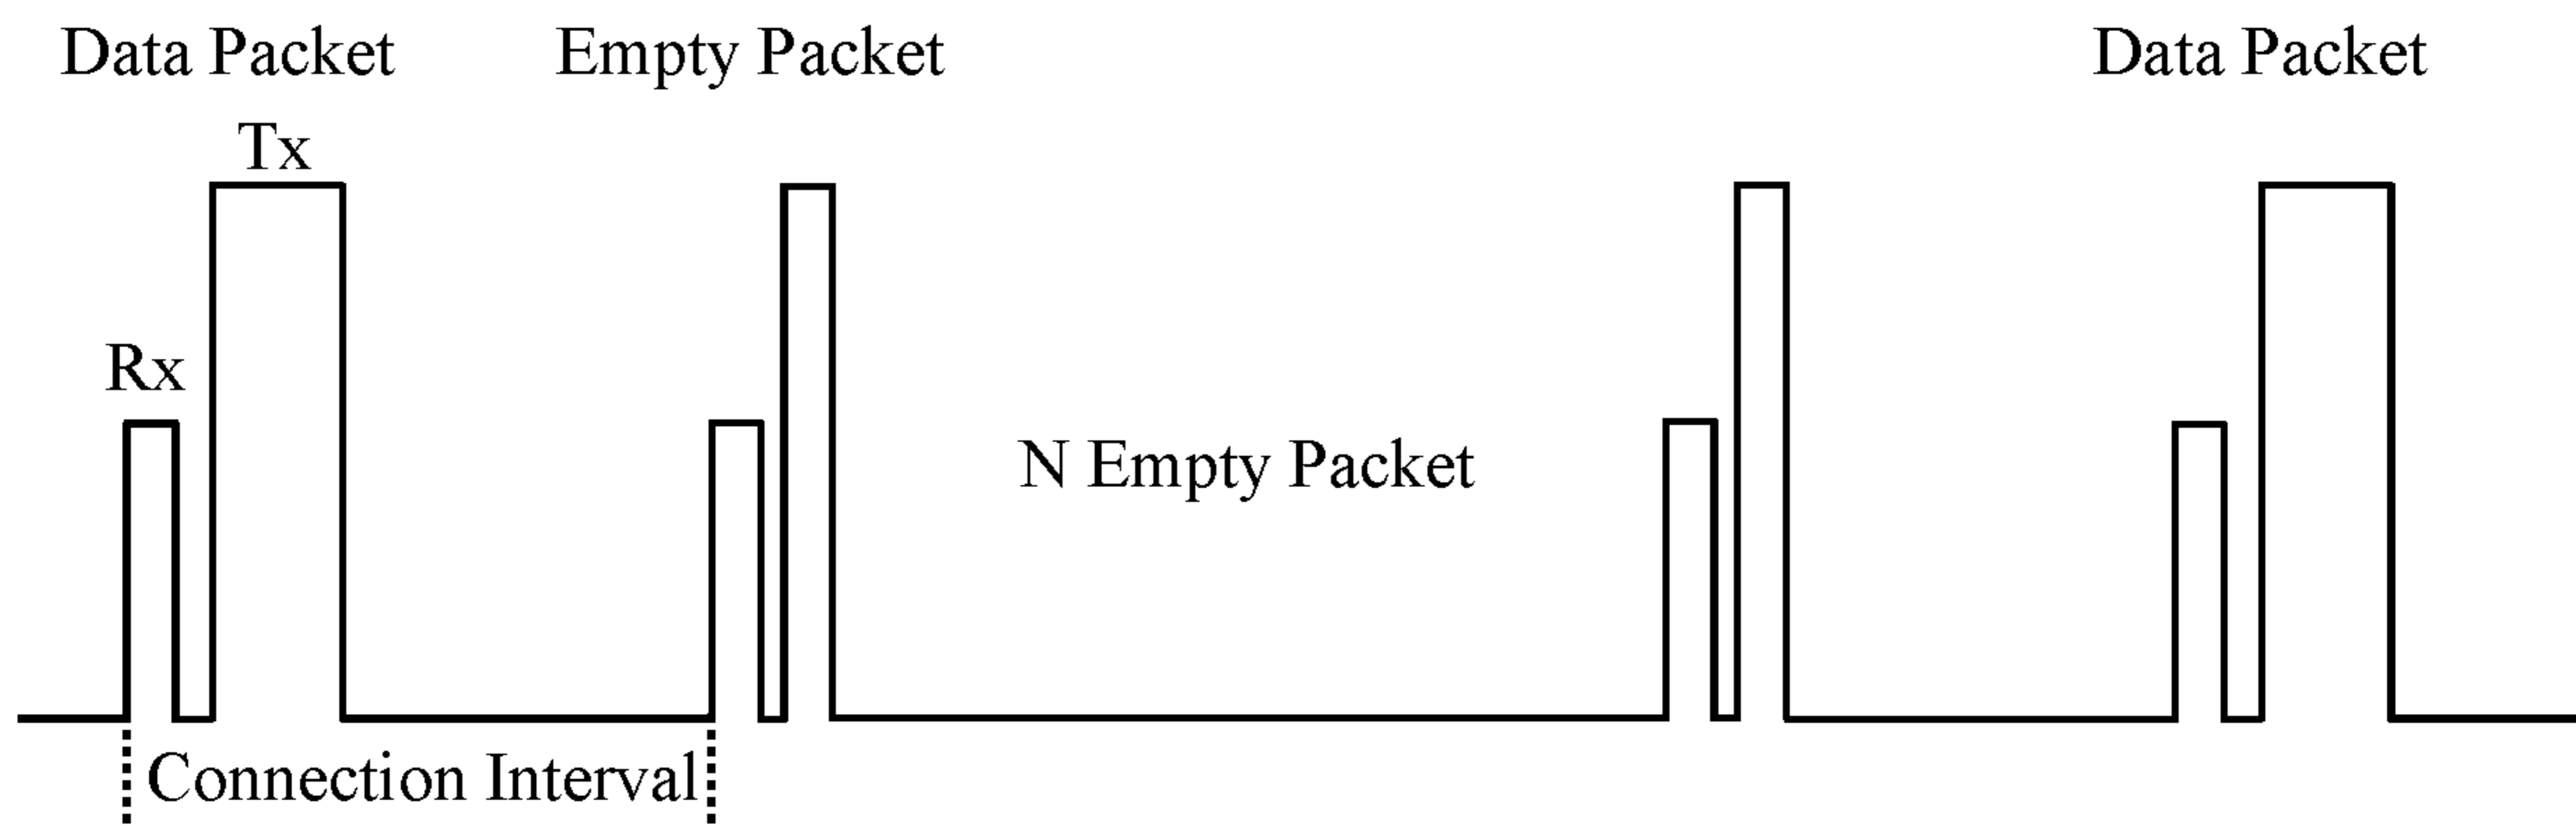 Data Packet
Empty Packet
Data Packet
Tx
Rx
N Empty Packet
Connection Interval